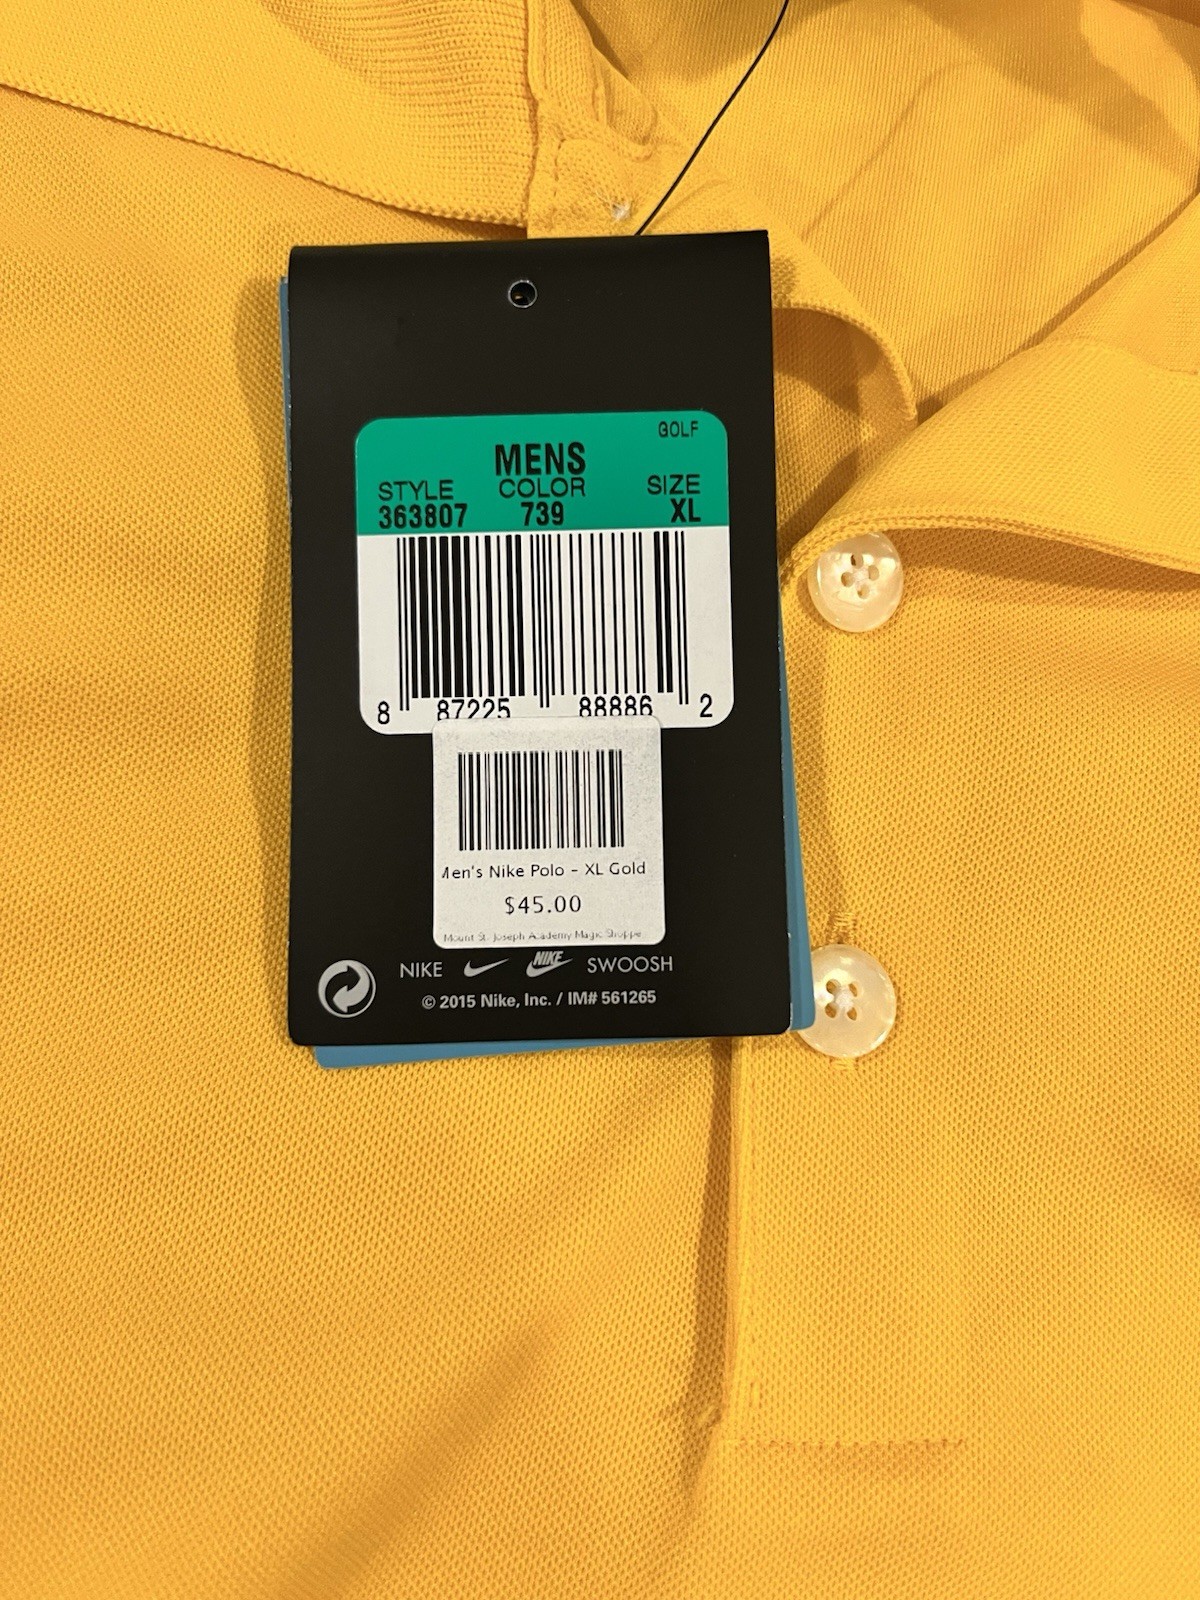 GOLF
MENS
STYLE COLOR SIZE
363807 739 XL
8 87225 88886 2
Men's Nike Polo - XL Gold
$45.00
Mount St. Joseph Academy Magic Shoppe
NIKE NIKE SWOOSH
© 2015 Nike, Inc. / IM# 561265